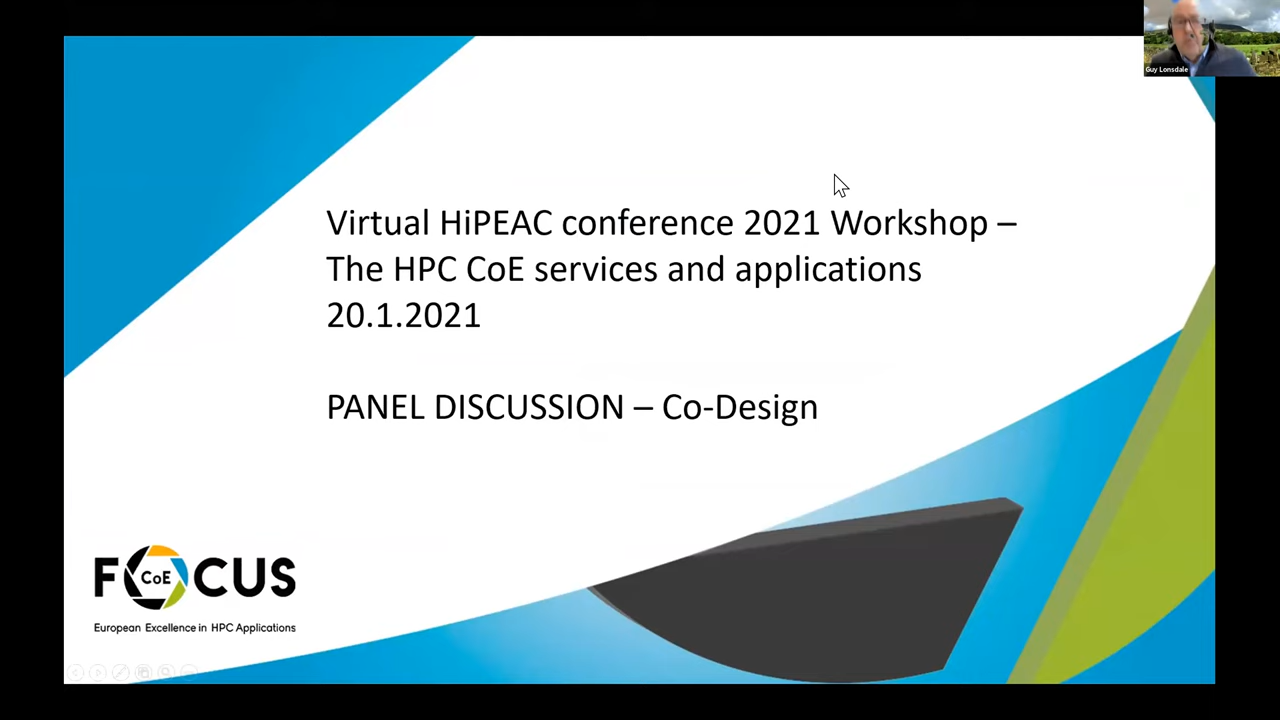 Guy Lonsdale
Virtual HiPEAC conference 2021 Workshop –
The HPC CoE services and applications
20.1.2021
PANEL DISCUSSION – Co-Design
FOCUS
CoE
European Excellence in HPC Applications